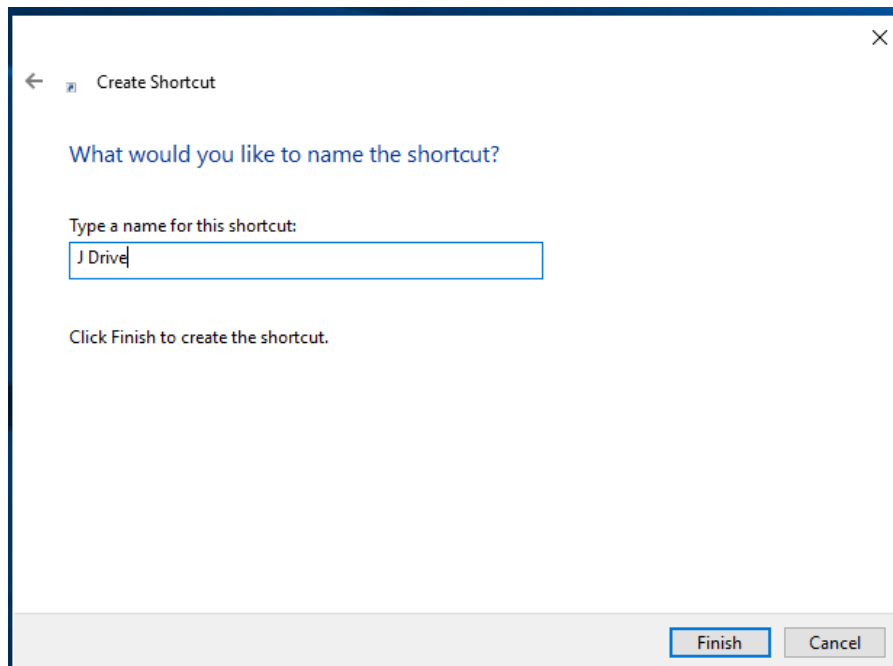 Create Shortcut
What would you like to name the shortcut?
Type a name for this shortcut:
J Drive
Click Finish to create the shortcut.
Finish Cancel